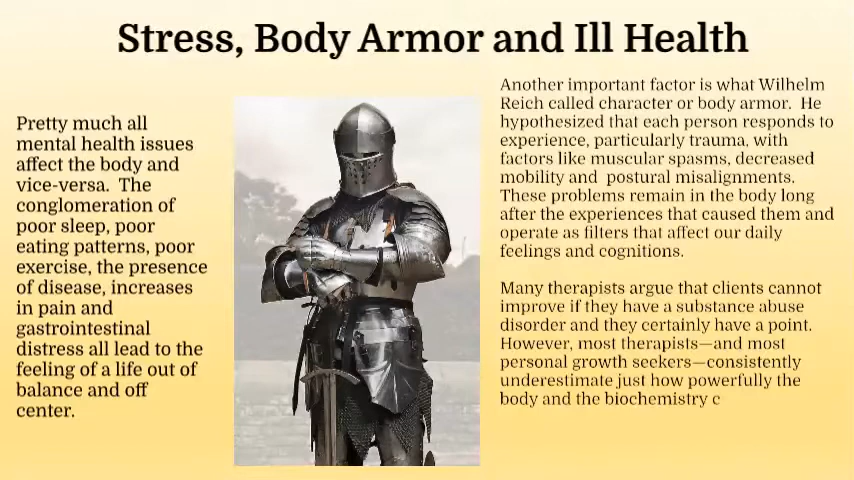 Stress, Body Armor and Ill Health
Pretty much all
mental health issues
affect the body and
vice-versa.  The
conglomeration of
poor sleep, poor
eating patterns, poor
exercise, the presence
of disease, increases
in pain and
gastrointestinal
distress all lead to the
feeling of a life out of
balance and off
center.
Another important factor is what Wilhelm
Reich called character or body armor.  He
hypothesized that each person responds to
experience, particularly trauma, with
factors like muscular spasms, decreased
mobility and  postural misalignments.
These problems remain in the body long
after the experiences that caused them and
operate as filters that affect our daily
feelings and cognitions.
Many therapists argue that clients cannot
improve if they have a substance abuse
disorder and they certainly have a point.
However, most therapists—and most
personal growth seekers—consistently
underestimate just how powerfully the
body and the biochemistry c